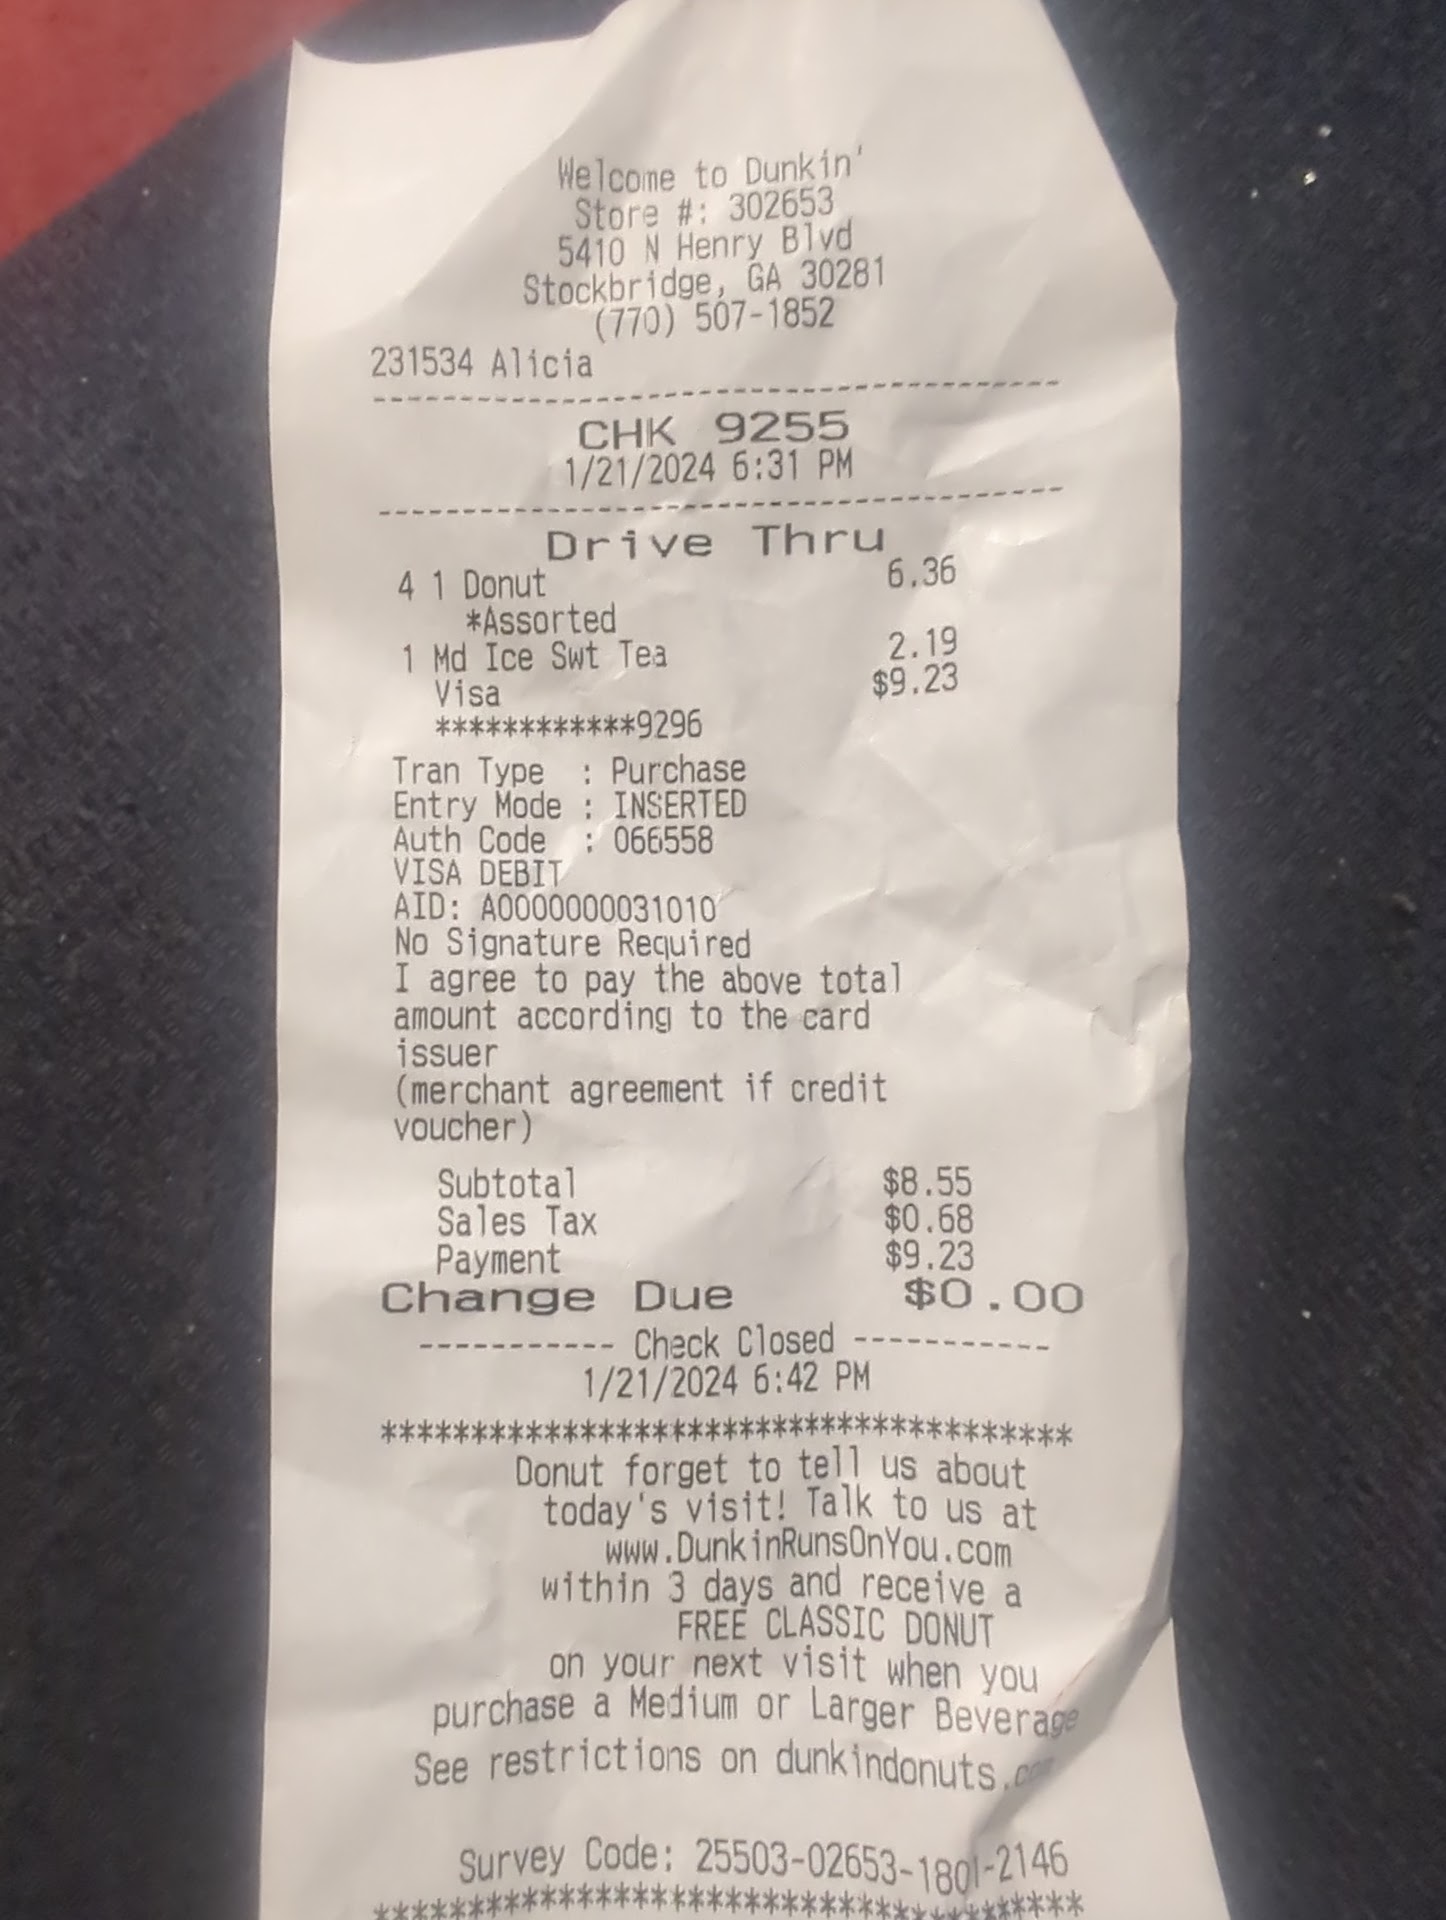 Welcome to Dunkin'
Store #: 302653
5410 N Henry Blvd
Stockbridge, GA 30281
(770) 507-1852
231534 Alicia
----------------------------------------
CHK 9255
1/21/2024 6:31 PM
----------------------------------------
Drive Thru
4 1 Donut 6.36
*Assorted
1 Md Ice Swt Tea 2.19
Visa $9.23
************9296
Tran Type : Purchase
Entry Mode : INSERTED
Auth Code : 066558
VISA DEBIT
AID: A0000000031010
No Signature Required
I agree to pay the above total
amount according to the card
issuer
(merchant agreement if credit
voucher)
Subtotal $8.55
Sales Tax $0.68
Payment $9.23
Change Due $0.00
----------- Check Closed -----------
1/21/2024 6:42 PM
****************************************
Donut forget to tell us about
today's visit! Talk to us at
www.DunkinRunsOnYou.com
within 3 days and receive a
FREE CLASSIC DONUT
on your next visit when you
purchase a Medium or Larger Beverage
See restrictions on dunkindonuts.com
Survey Code: 25503-02653-1801-2146
****************************************